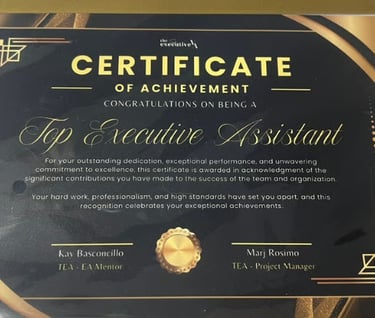 the
executive
CERTIFICATE
OF ACHIEVEMENT
CONGRATULATIONS ON BEING A
Top Executive Assistant
For your outstanding dedication, exceptional performance, and unwavering
commitment to excellence, this certificate is awarded in acknowledgment of the
significant contributions you have made to the success of the team and organization.
Your hard work, professionalism, and high standards have set you apart, and this
recognition celebrates your exceptional achievements.
Kay Basconcillo
TEA - EA Mentor
Marj Rosimo
TEA - Project Manager